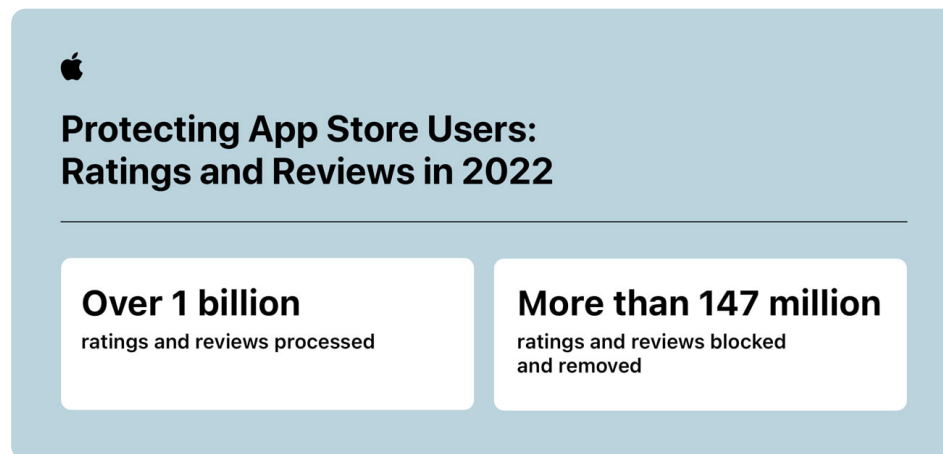 Protecting App Store Users:
Ratings and Reviews in 2022
Over 1 billion
ratings and reviews processed
More than 147 million
ratings and reviews blocked
and removed